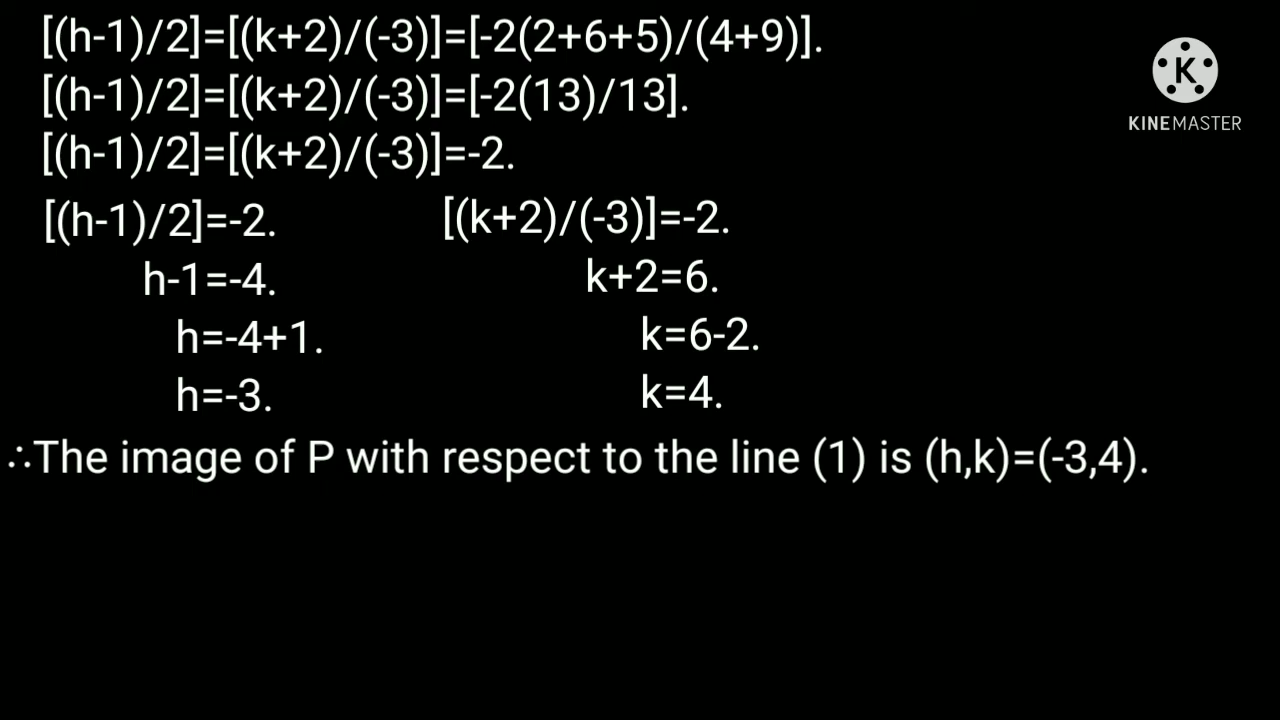 [(h-1)/2]=[(k+2)/(-3)]=[-2(2+6+5)/(4+9)].
[(h-1)/2]=[(k+2)/(-3)]=[-2(13)/13].
[(h-1)/2]=[(k+2)/(-3)]=-2.
[(h-1)/2]=-2. [(k+2)/(-3)]=-2.
h-1=-4. k+2=6.
h=-4+1. k=6-2.
h=-3. k=4.
∴The image of P with respect to the line (1) is (h,k)=(-3,4).
K
KINEMASTER